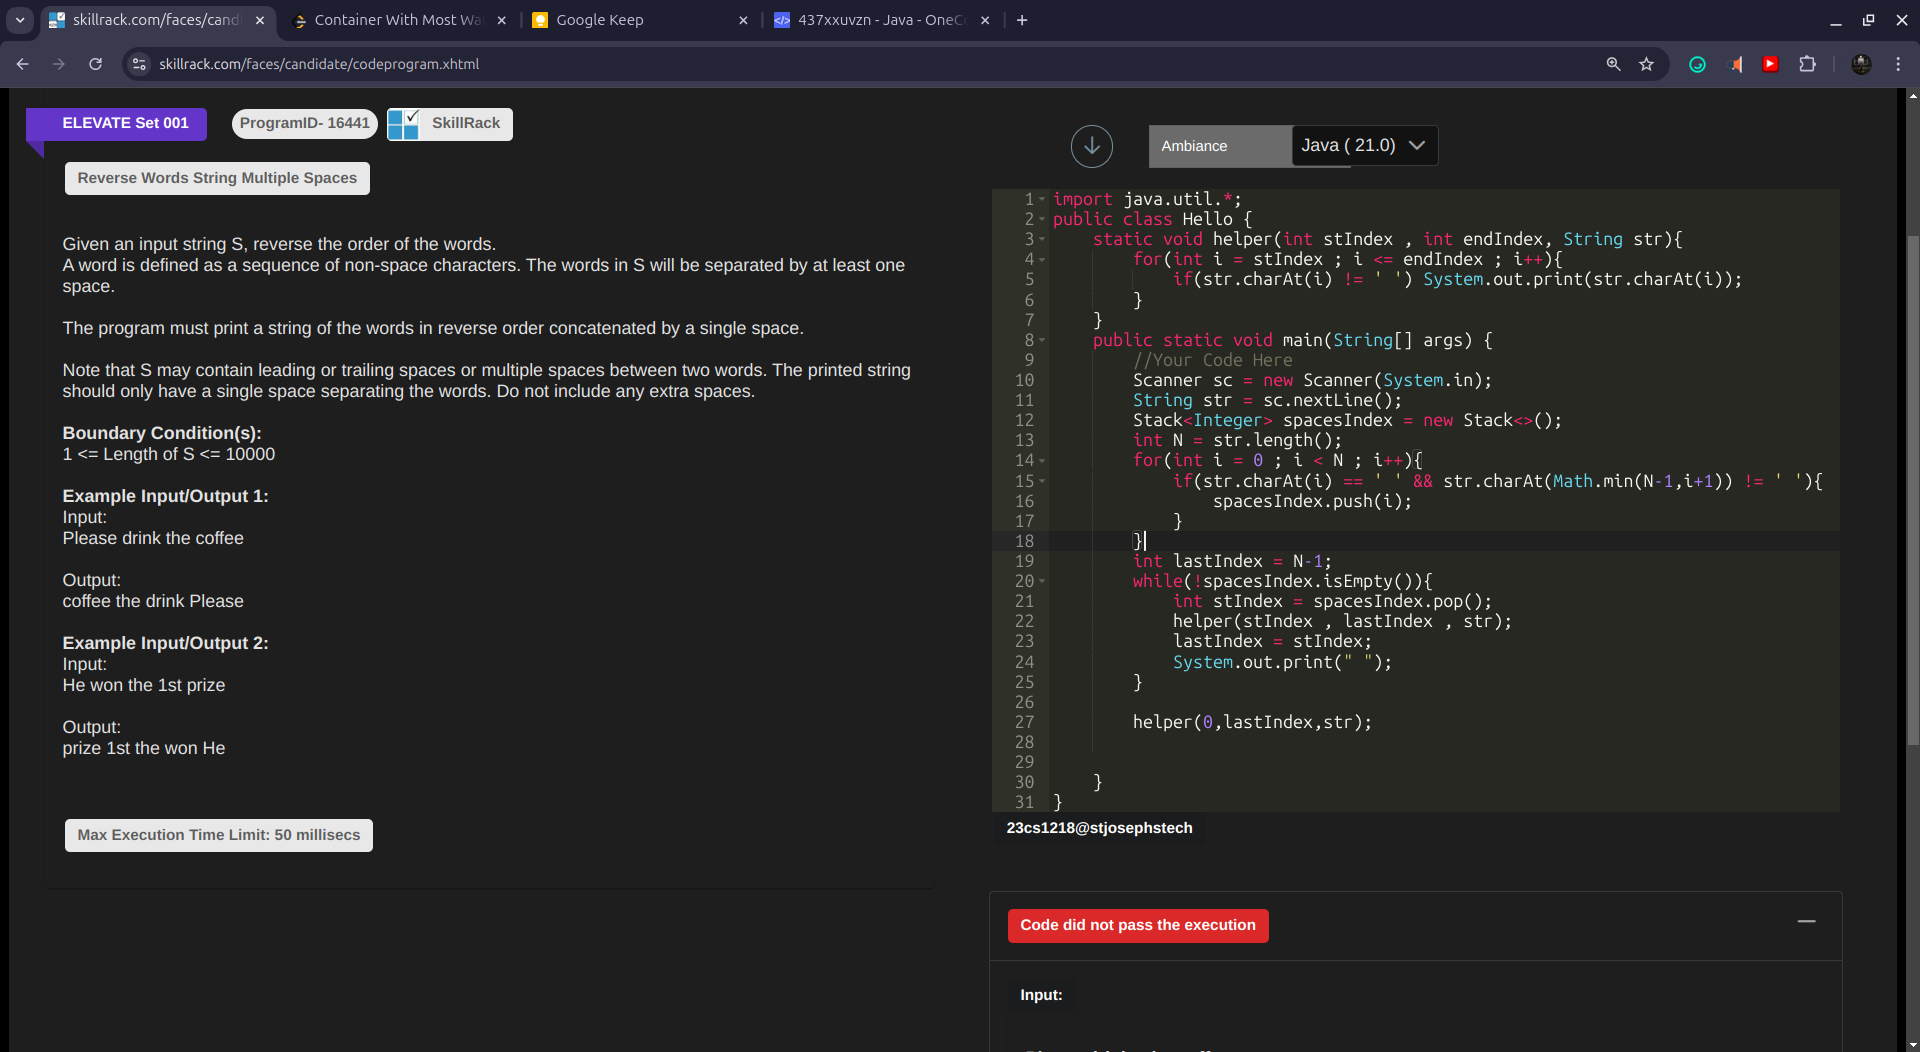 skillrack.com/faces/candi
Container With Most Wa
Google Keep
437xxuvzn - Java - OneCo
skillrack.com/faces/candidate/codeprogram.xhtml
ELEVATE Set 001
ProgramID- 16441
SkillRack
Ambiance
Java ( 21.0)
Reverse Words String Multiple Spaces
Given an input string S, reverse the order of the words.
A word is defined as a sequence of non-space characters. The words in S will be separated by at least one
space.
The program must print a string of the words in reverse order concatenated by a single space.
Note that S may contain leading or trailing spaces or multiple spaces between two words. The printed string
should only have a single space separating the words. Do not include any extra spaces.
Boundary Condition(s):
1 <= Length of S <= 10000
Example Input/Output 1:
Input:
Please drink the coffee
Output:
coffee the drink Please
Example Input/Output 2:
Input:
He won the 1st prize
Output:
prize 1st the won He
Max Execution Time Limit: 50 millisecs
1 import java.util.*;
2 public class Hello {
3 static void helper(int stIndex , int endIndex, String str){
4 for(int i = stIndex ; i <= endIndex ; i++){
5 if(str.charAt(i) != ' ') System.out.print(str.charAt(i));
6 }
7 }
8 public static void main(String[] args) {
9 //Your Code Here
10 Scanner sc = new Scanner(System.in);
11 String str = sc.nextLine();
12 Stack<Integer> spacesIndex = new Stack<>();
13 int N = str.length();
14 for(int i = 0 ; i < N ; i++){
15 if(str.charAt(i) == ' ' && str.charAt(Math.min(N-1,i+1)) != ' '){
16 spacesIndex.push(i);
17 }
18 }
19 int lastIndex = N-1;
20 while(!spacesIndex.isEmpty()){
21 int stIndex = spacesIndex.pop();
22 helper(stIndex , lastIndex , str);
23 lastIndex = stIndex;
24 System.out.print(" ");
25 }
26
27 helper(0,lastIndex,str);
28
29
30 }
31 }
23cs1218@stjosephstech
Code did not pass the execution
Input: